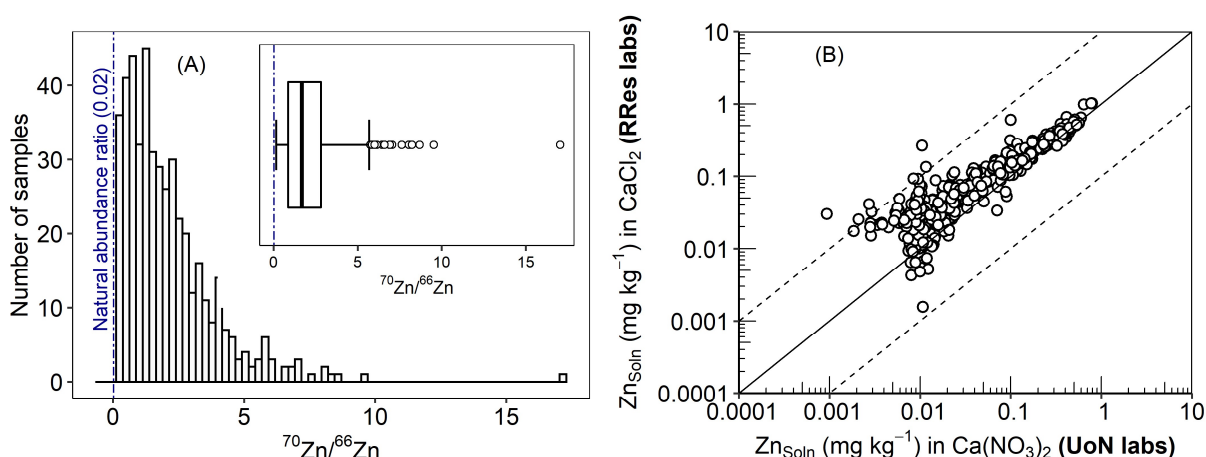 (A)
Number of samples
40
30
20
10
0
Natural abundance ratio (0.02)
0 5 10 15
⁷⁰Zn/⁶⁶Zn
0 5 10 15
⁷⁰Zn/⁶⁶Zn
(B)
Zn_Soln (mg kg⁻¹) in CaCl₂ (RRes labs)
10
1
0.1
0.01
0.001
0.0001
0.0001 0.001 0.01 0.1 1 10
Zn_Soln (mg kg⁻¹) in Ca(NO₃)₂ (UoN labs)